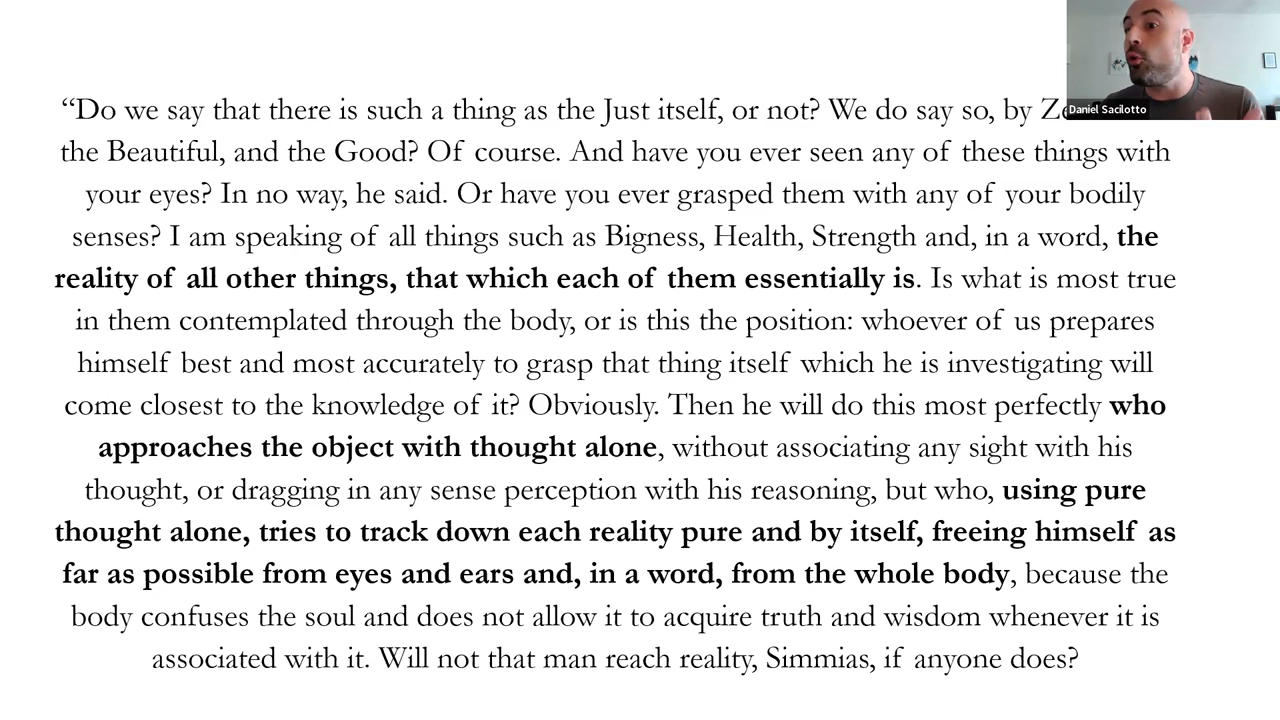 “Do we say that there is such a thing as the Just itself, or not? We do say so, by
the Beautiful, and the Good? Of course. And have you ever seen any of these things with
your eyes? In no way, he said. Or have you ever grasped them with any of your bodily
senses? I am speaking of all things such as Bigness, Health, Strength and, in a word, the
reality of all other things, that which each of them essentially is. Is what is most true
in them contemplated through the body, or is this the position: whoever of us prepares
himself best and most accurately to grasp that thing itself which he is investigating will
come closest to the knowledge of it? Obviously. Then he will do this most perfectly who
approaches the object with thought alone, without associating any sight with his
thought, or dragging in any sense perception with his reasoning, but who, using pure
thought alone, tries to track down each reality pure and by itself, freeing himself as
far as possible from eyes and ears and, in a word, from the whole body, because the
body confuses the soul and does not allow it to acquire truth and wisdom whenever it is
associated with it. Will not that man reach reality, Simmias, if anyone does?
Daniel Sacilotto